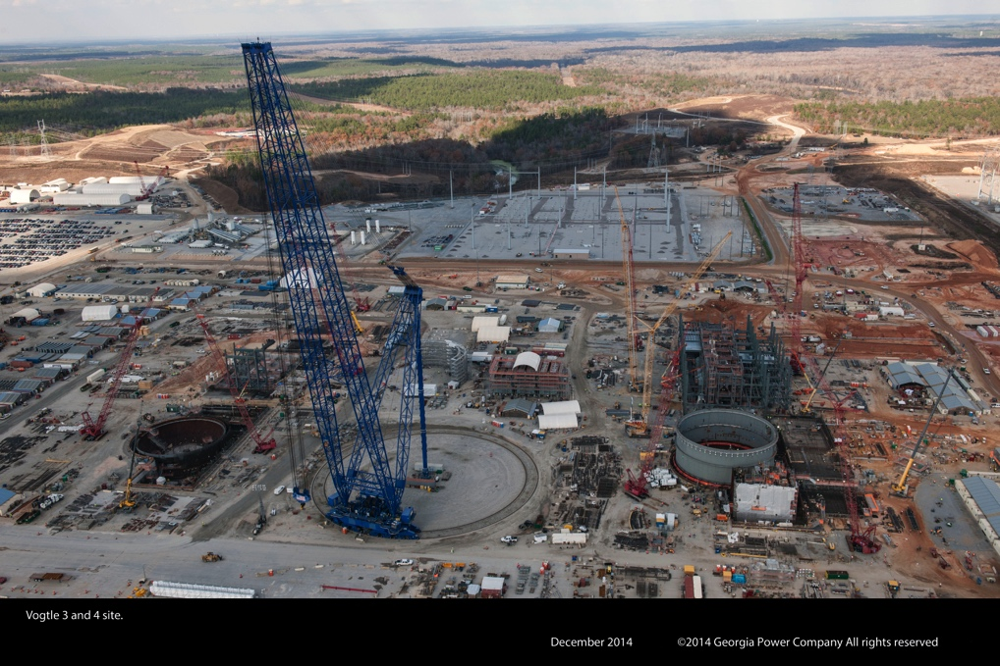 Vogtle 3 and 4 site.
December 2014 ©2014 Georgia Power Company All rights reserved